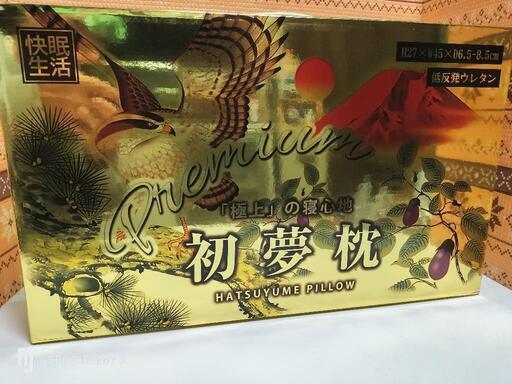 快眠
生活
H27×W45×D6.5-8.5cm
低反発ウレタン
Premium
「極上」の寝心地
初夢枕
HATSUYUME PILLOW